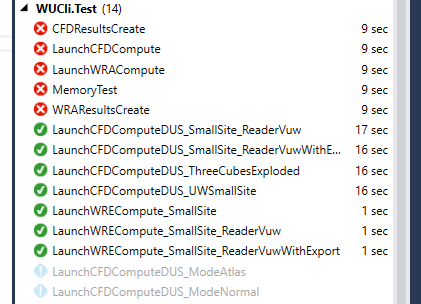 WUCli.Test (14)
CFDResultsCreate 9 sec
LaunchCFDCompute 9 sec
LaunchWRACompute 9 sec
MemoryTest 9 sec
WRAResultsCreate 9 sec
LaunchCFDComputeDUS_SmallSite_ReaderVuw 17 sec
LaunchCFDComputeDUS_SmallSite_ReaderVuwWithE... 16 sec
LaunchCFDComputeDUS_ThreeCubesExploded 16 sec
LaunchCFDComputeDUS_UWSmallSite 16 sec
LaunchWRECompute_SmallSite 1 sec
LaunchWRECompute_SmallSite_ReaderVuw 1 sec
LaunchWRECompute_SmallSite_ReaderVuwWithExport 1 sec
LaunchCFDComputeDUS_ModeAtlas
LaunchCFDComputeDUS_ModeNormal